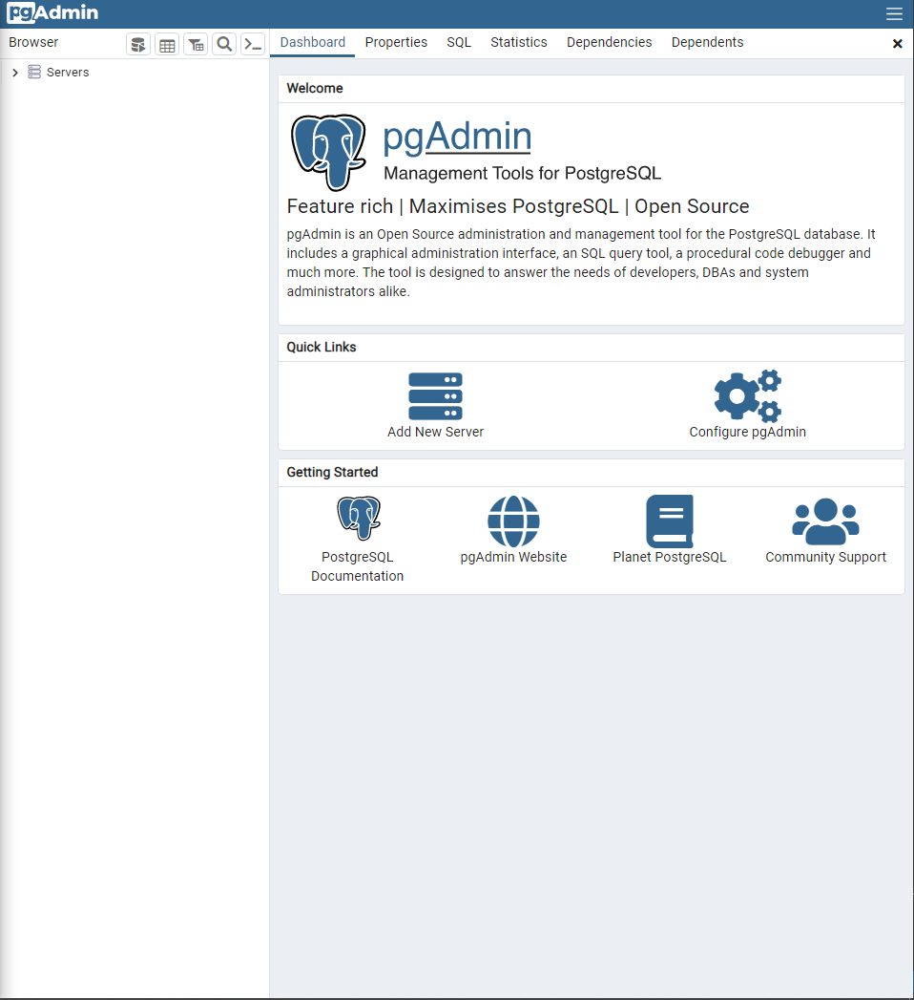 pgAdmin
Browser
Dashboard Properties SQL Statistics Dependencies Dependents
Servers
Welcome
pgAdmin
Management Tools for PostgreSQL
Feature rich | Maximises PostgreSQL | Open Source
pgAdmin is an Open Source administration and management tool for the PostgreSQL database. It
includes a graphical administration interface, an SQL query tool, a procedural code debugger and
much more. The tool is designed to answer the needs of developers, DBAs and system
administrators alike.
Quick Links
Add New Server
Configure pgAdmin
Getting Started
PostgreSQL
Documentation
pgAdmin Website
Planet PostgreSQL
Community Support